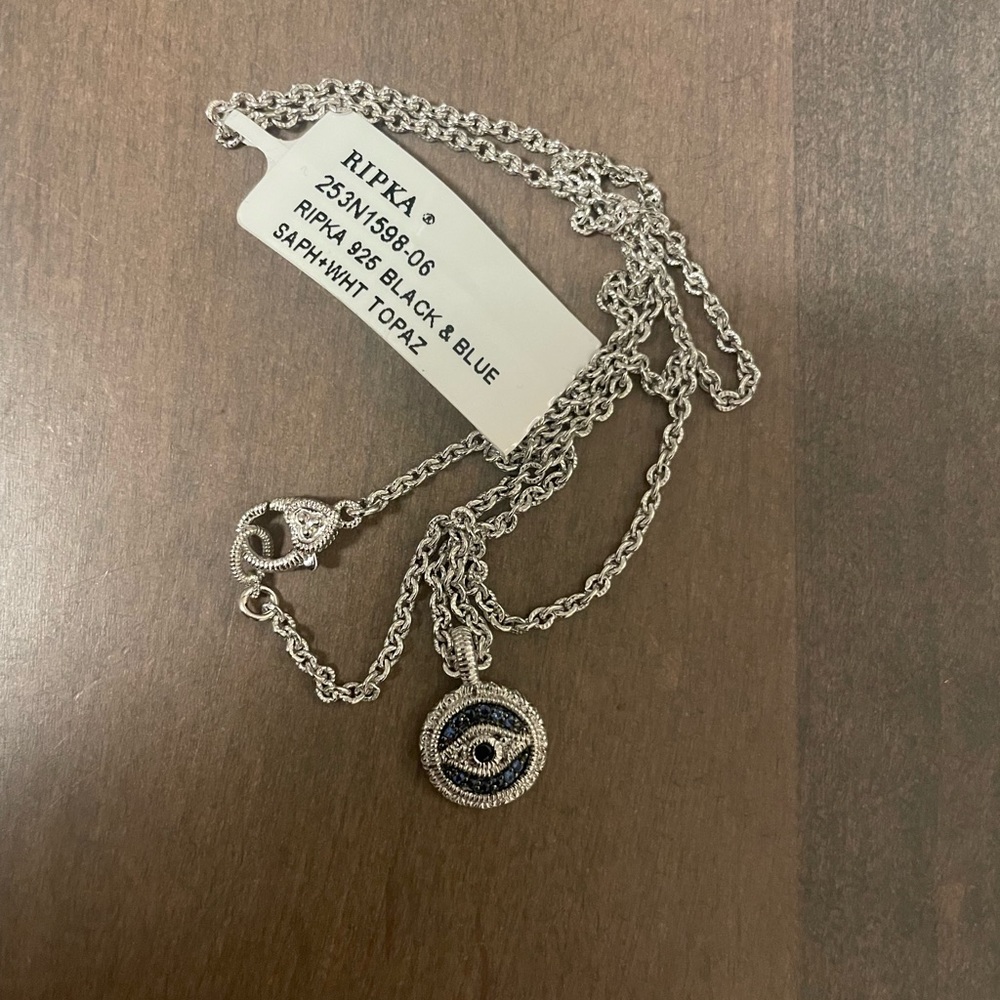 RIPKA ®
253N1598-06
RIPKA 925 BLACK & BLUE
SAPH+WHT TOPAZ